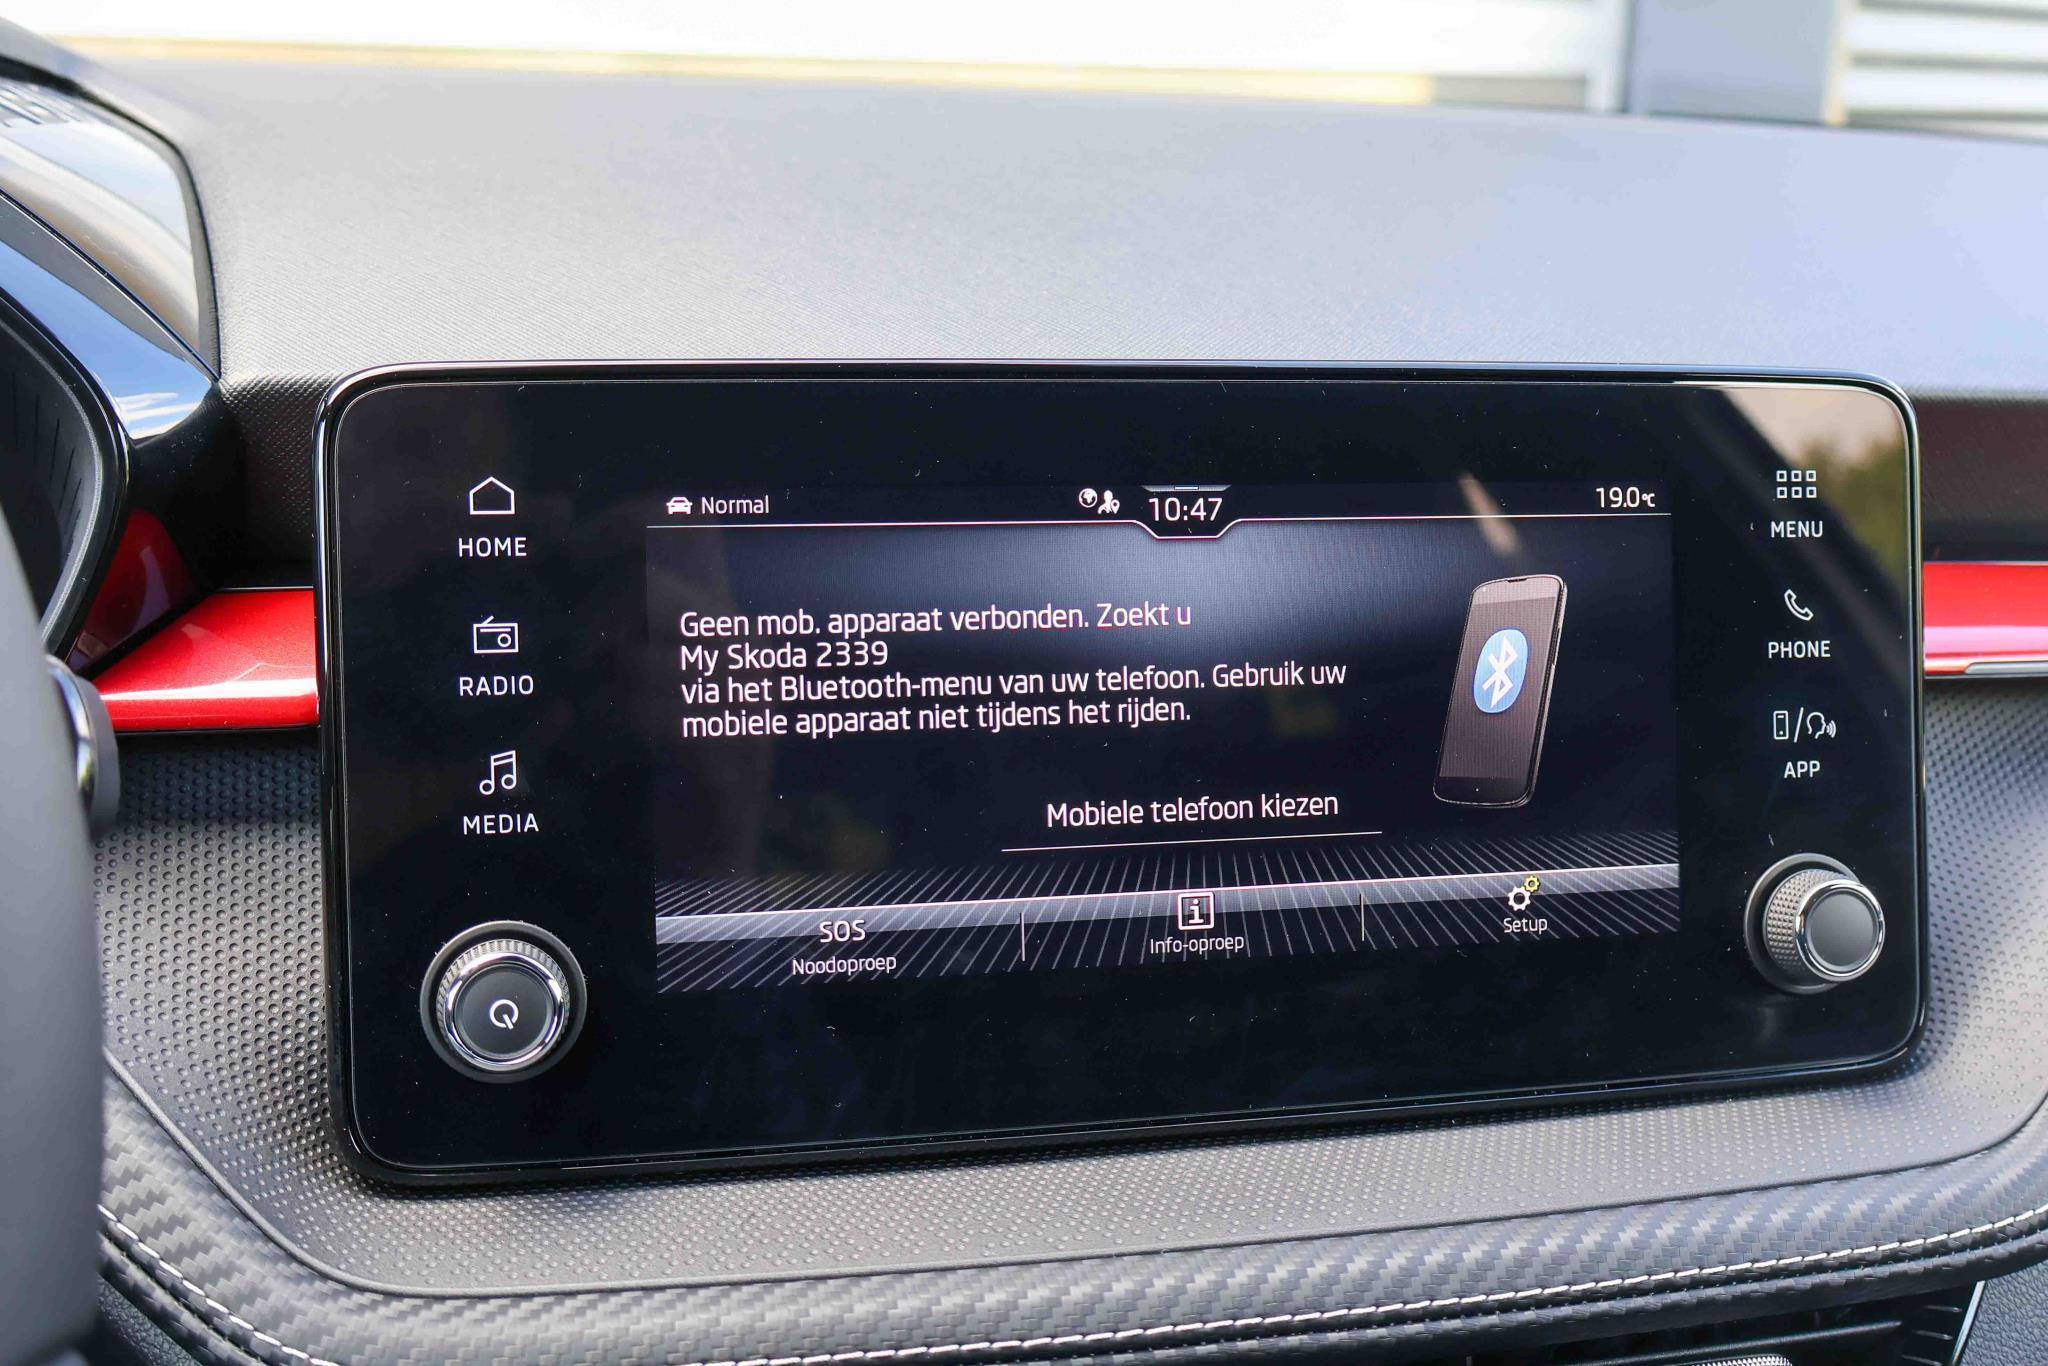 HOME
RADIO
MEDIA
Normal
10:47
19.0°C
Geen mob. apparaat verbonden. Zoekt u
My Skoda 2339
via het Bluetooth-menu van uw telefoon. Gebruik uw
mobiele apparaat niet tijdens het rijden.
Mobiele telefoon kiezen
SOS
Noodoproep
i
Info-oproep
Setup
MENU
PHONE
APP